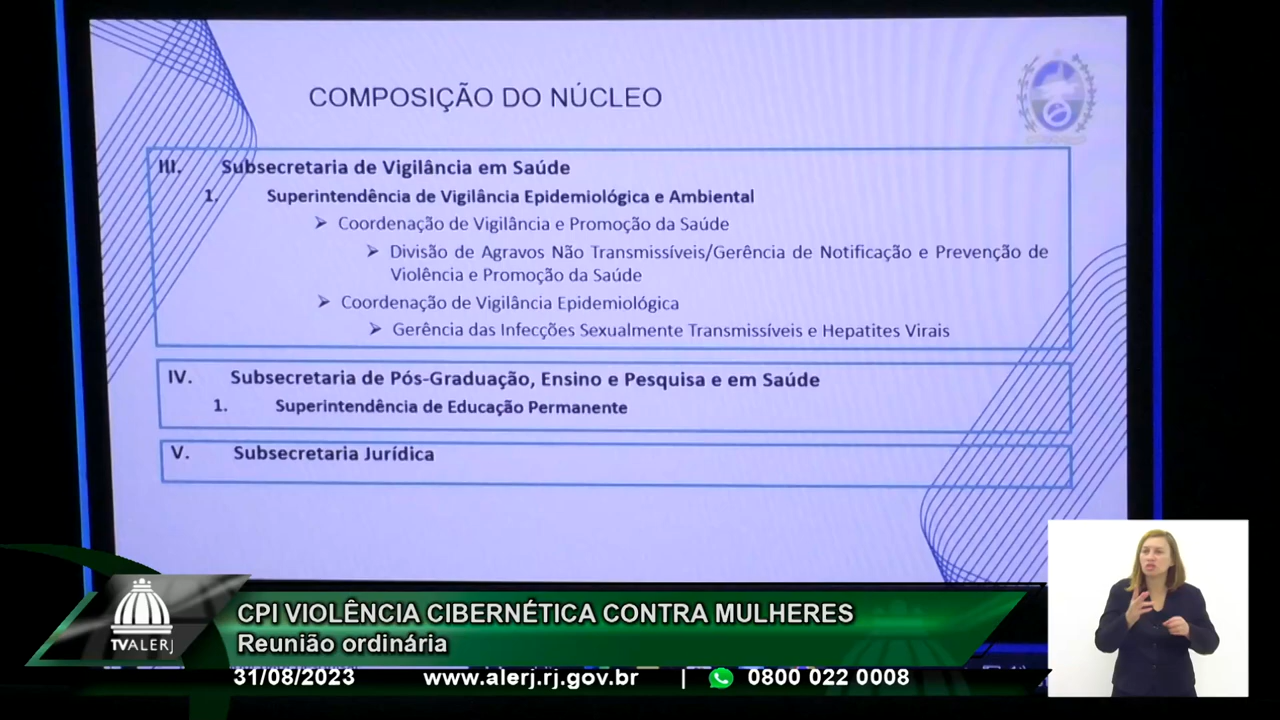 COMPOSIÇÃO DO NÚCLEO
III. Subsecretaria de Vigilância em Saúde
1. Superintendência de Vigilância Epidemiológica e Ambiental
➢ Coordenação de Vigilância e Promoção da Saúde
➢ Divisão de Agravos Não Transmissíveis/Gerência de Notificação e Prevenção de
Violência e Promoção da Saúde
➢ Coordenação de Vigilância Epidemiológica
➢ Gerência das Infecções Sexualmente Transmissíveis e Hepatites Virais
IV. Subsecretaria de Pós-Graduação, Ensino e Pesquisa e em Saúde
1. Superintendência de Educação Permanente
V. Subsecretaria Jurídica
TVALERJ
CPI VIOLÊNCIA CIBERNÉTICA CONTRA MULHERES
Reunião ordinária
31/08/2023 www.alerj.rj.gov.br | 0800 022 0008